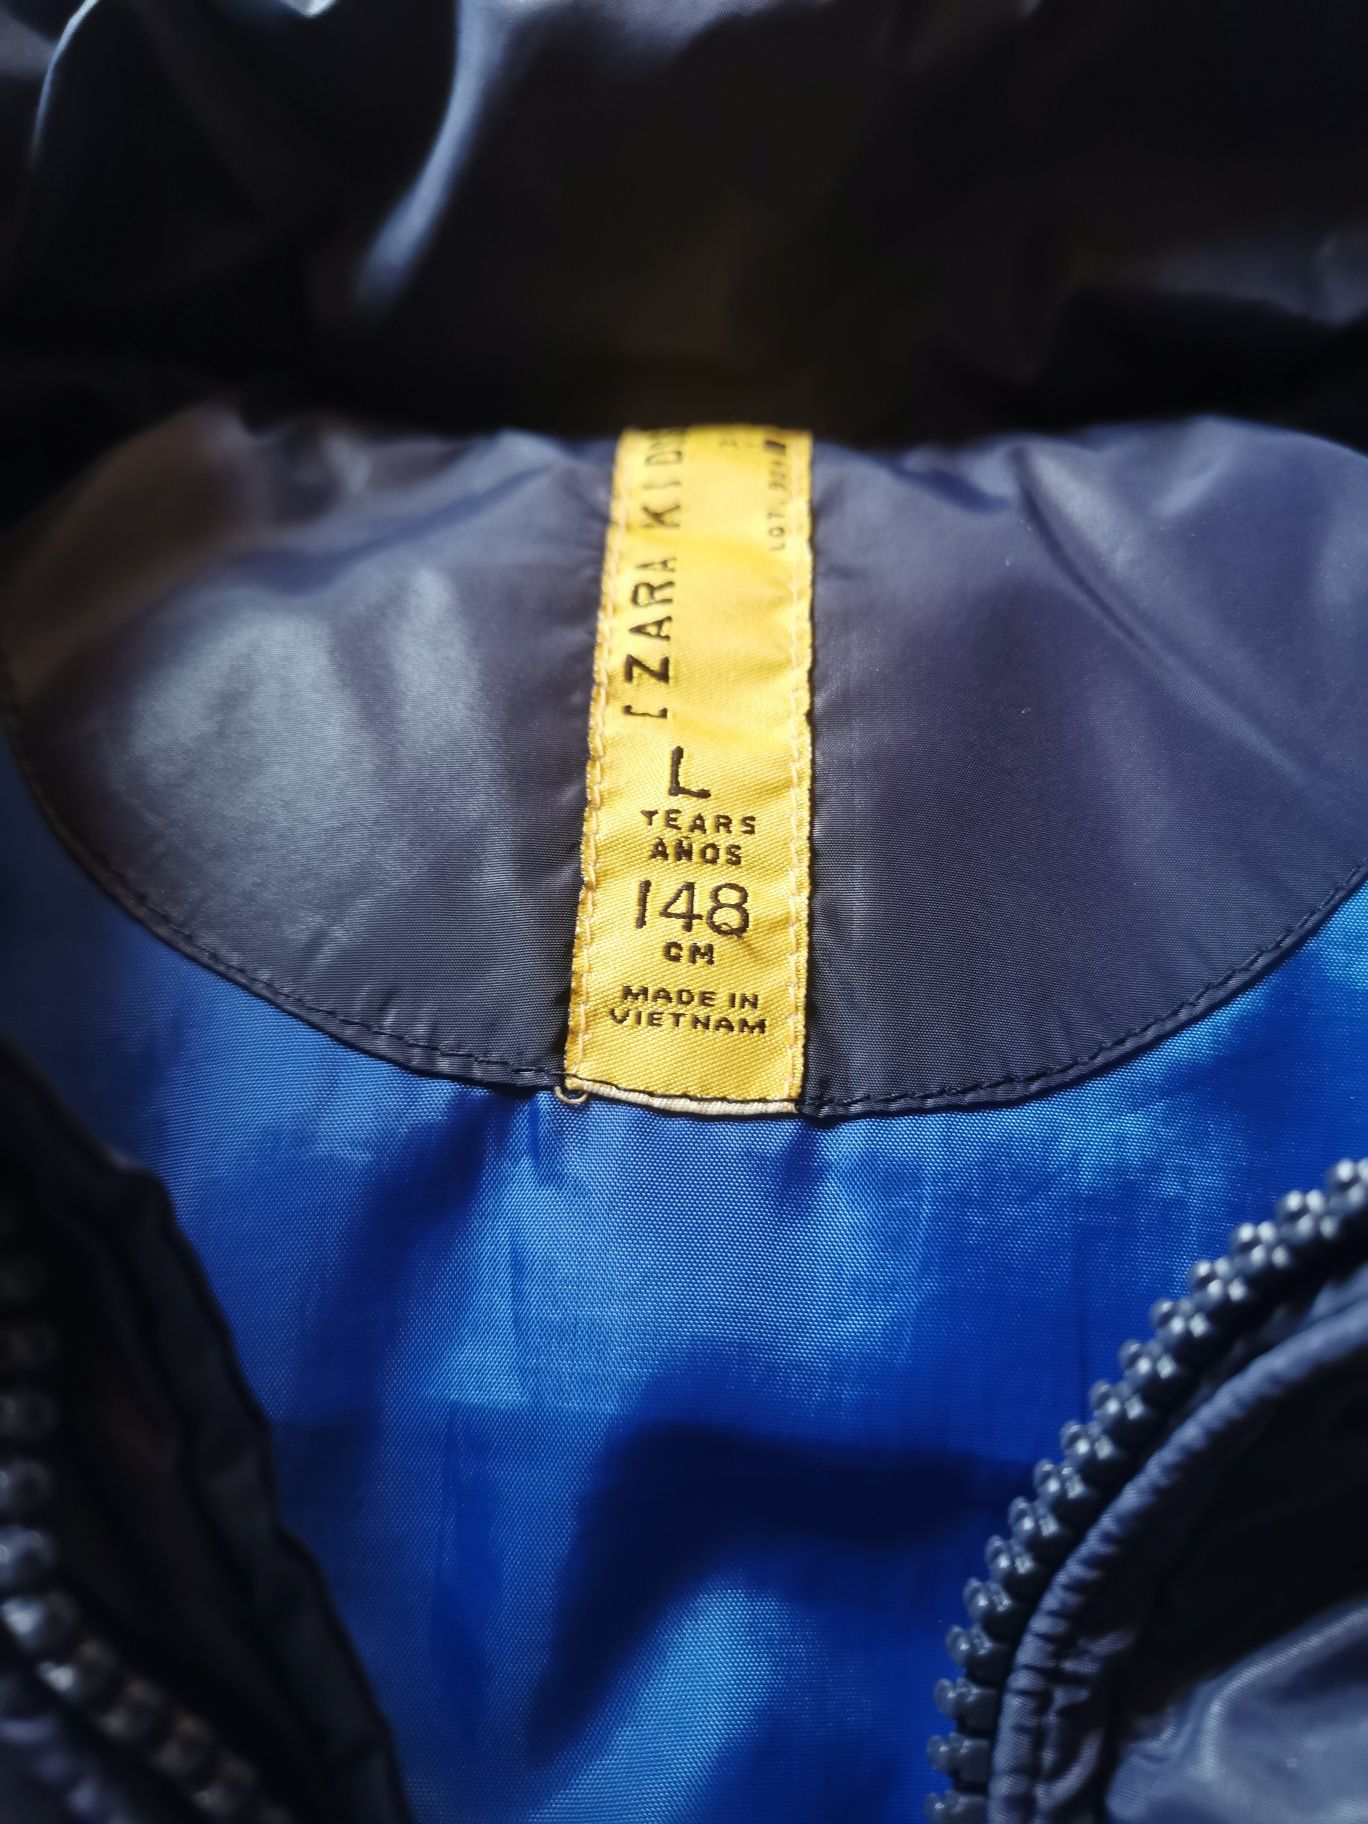 [ZARA KIDS
L
YEARS
AÑOS
148
CM
MADE IN
VIETNAM